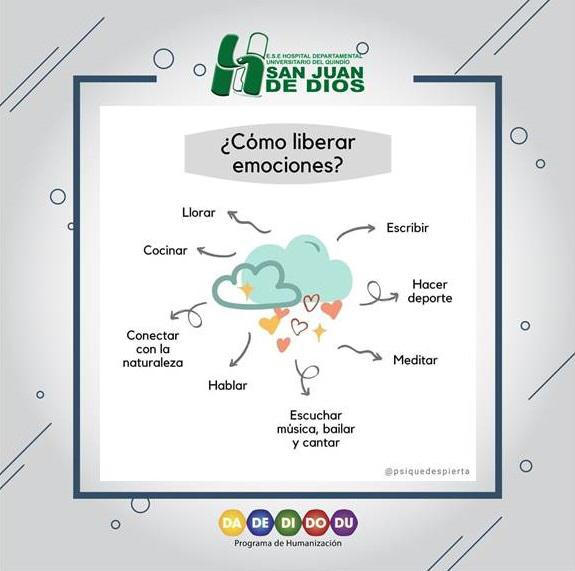 E.S.E HOSPITAL DEPARTAMENTAL
UNIVERSITARIO DEL QUINDÍO
SAN JUAN
DE DIOS
¿Cómo liberar
emociones?
Llorar
Escribir
Cocinar
Hacer
deporte
Conectar
con la
naturaleza
Meditar
Hablar
Escuchar
música, bailar
y cantar
@psiquedespierta
DA DE DI DO DU
Programa de Humanización